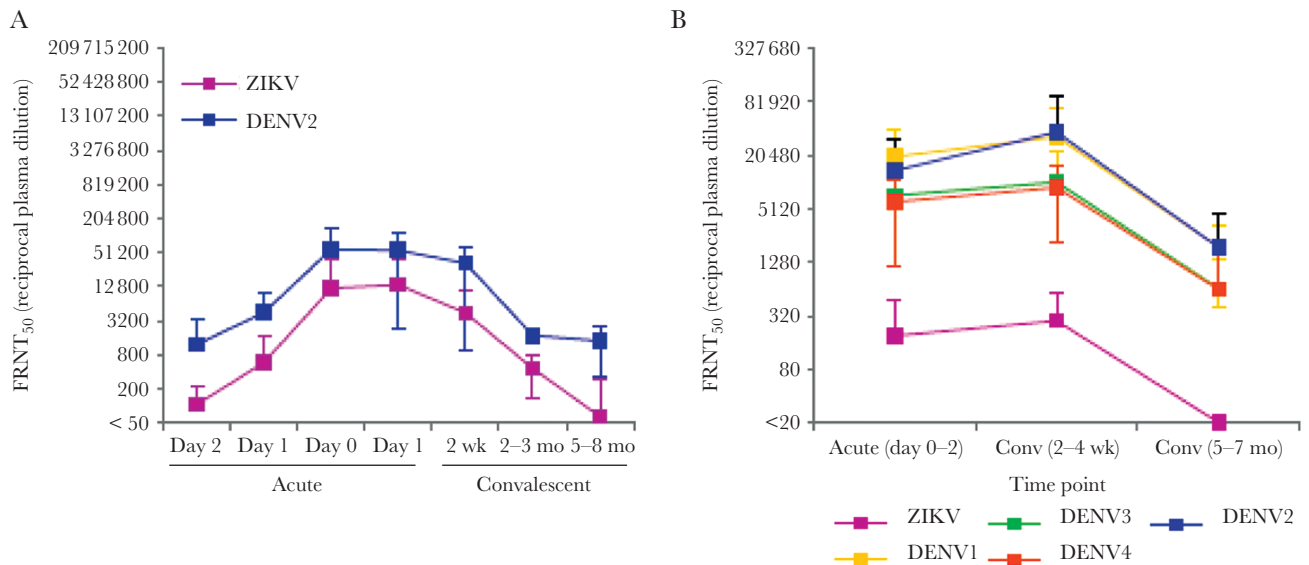 A
FRNT50 (reciprocal plasma dilution)
209 715 200
52 428 800
13 107 200
3 276 800
819 200
204 800
51 200
12 800
3200
800
200
< 50
ZIKV
DENV2
Day 2 Day 1 Day 0 Day 1 2 wk 2–3 mo 5–8 mo
Acute Convalescent
B
FRNT50 (reciprocal plasma dilution)
327 680
81 920
20 480
5120
1280
320
80
<20
Acute (day 0–2) Conv (2–4 wk) Conv (5–7 mo)
Time point
ZIKV DENV3 DENV2
DENV1 DENV4